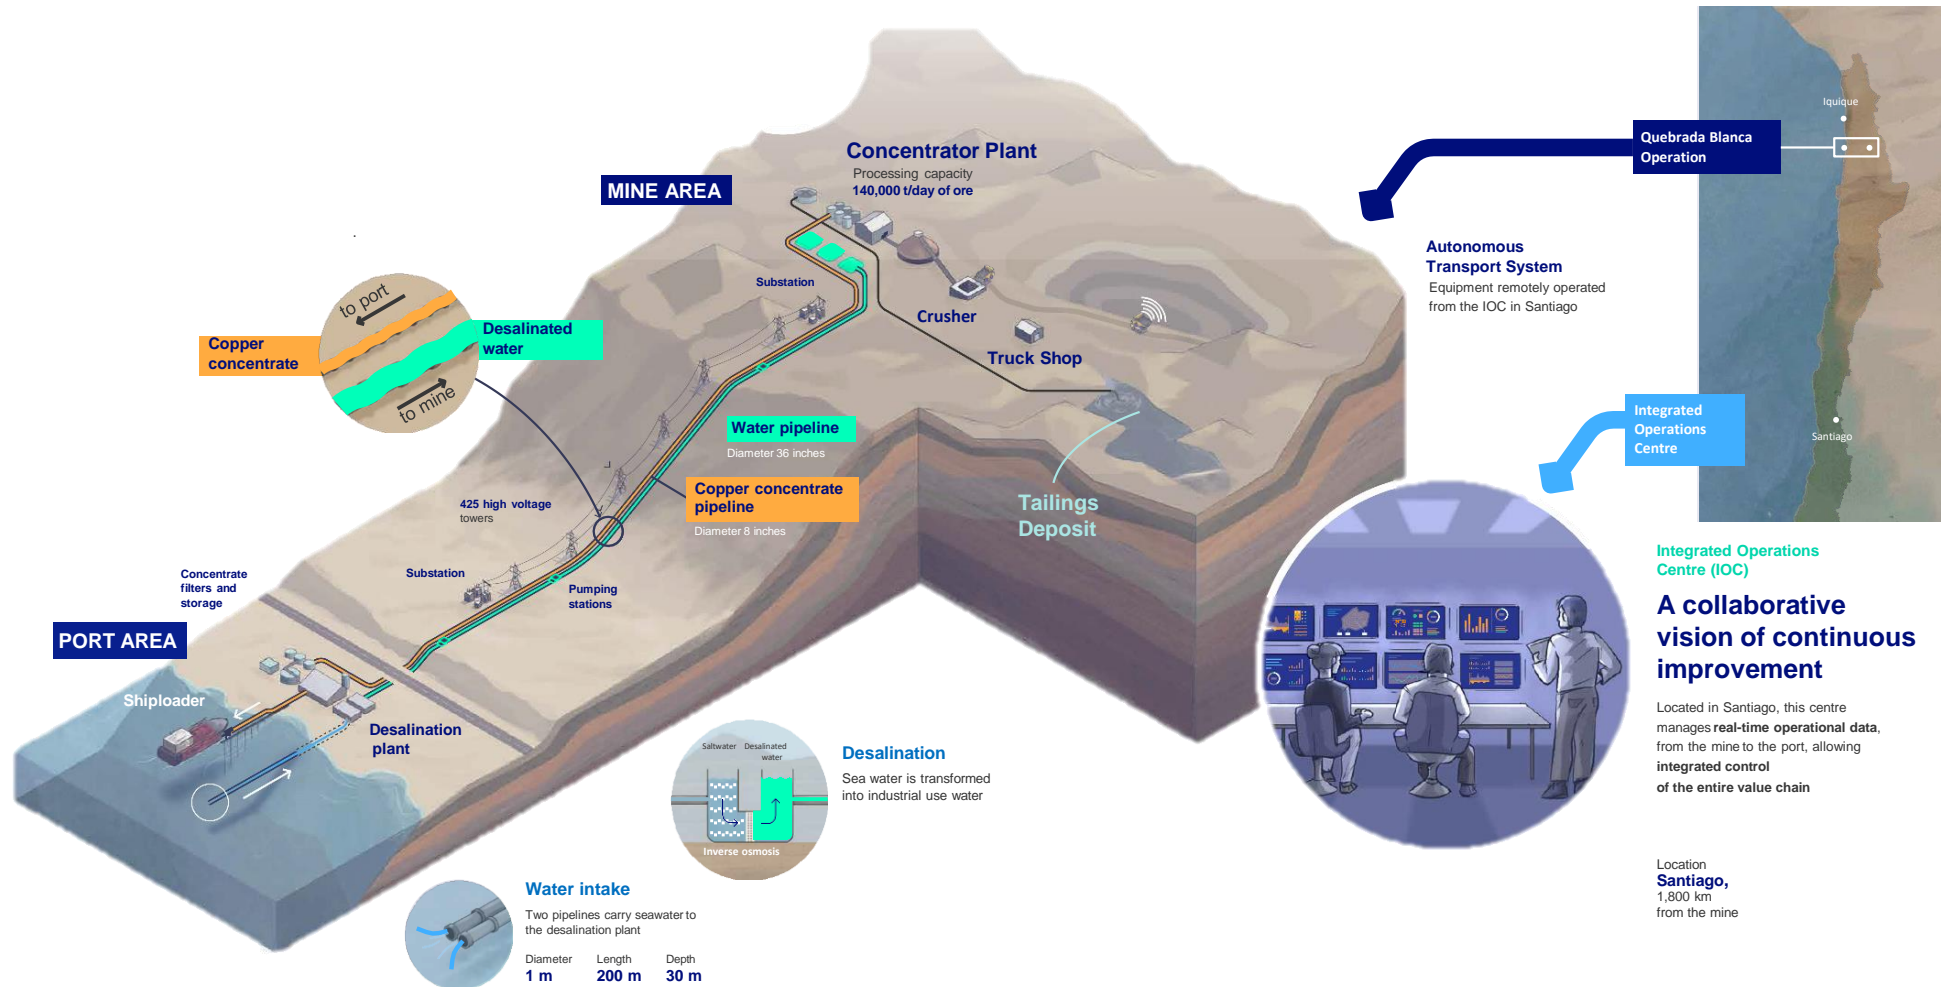 Concentrator Plant
Processing capacity
140,000 t/day of ore
MINE AREA
Substation
Crusher
Truck Shop
to port
Copper
concentrate
Desalinated
water
to mine
Water pipeline
Diameter 36 inches
Copper concentrate
pipeline
Diameter 8 inches
425 high voltage
towers
Tailings
Deposit
Substation
Pumping
stations
Concentrate
filters and
storage
PORT AREA
Shiploader
Desalination
plant
Saltwater
Desalinated
water
Inverse osmosis
Desalination
Sea water is transformed
into industrial use water
Water intake
Two pipelines carry seawater to
the desalination plant
Diameter Length Depth
1 m 200 m 30 m
Iquique
Quebrada Blanca
Operation
Autonomous
Transport System
Equipment remotely operated
from the IOC in Santiago
Integrated
Operations
Centre
Santiago
Integrated Operations
Centre (IOC)
A collaborative
vision of continuous
improvement
Located in Santiago, this centre
manages real-time operational data,
from the mine to the port, allowing
integrated control
of the entire value chain
Location
Santiago,
1,800 km
from the mine